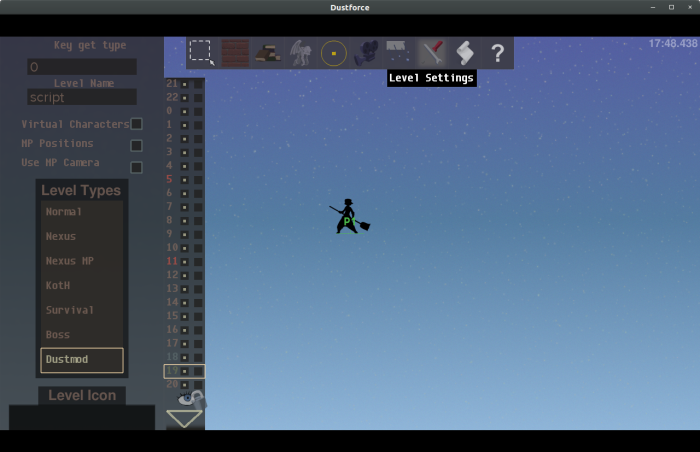 Dustforce
Key get type
0
Level Name
script
Virtual Characters
MP Positions
Use MP Camera
Level Types
Normal
Nexus
Nexus MP
KotH
Survival
Boss
Dustmod
Level Icon
21
22
0
1
2
3
4
5
6
7
8
9
10
11
12
13
14
15
16
17
18
19
20
?
Level Settings
17:48.438